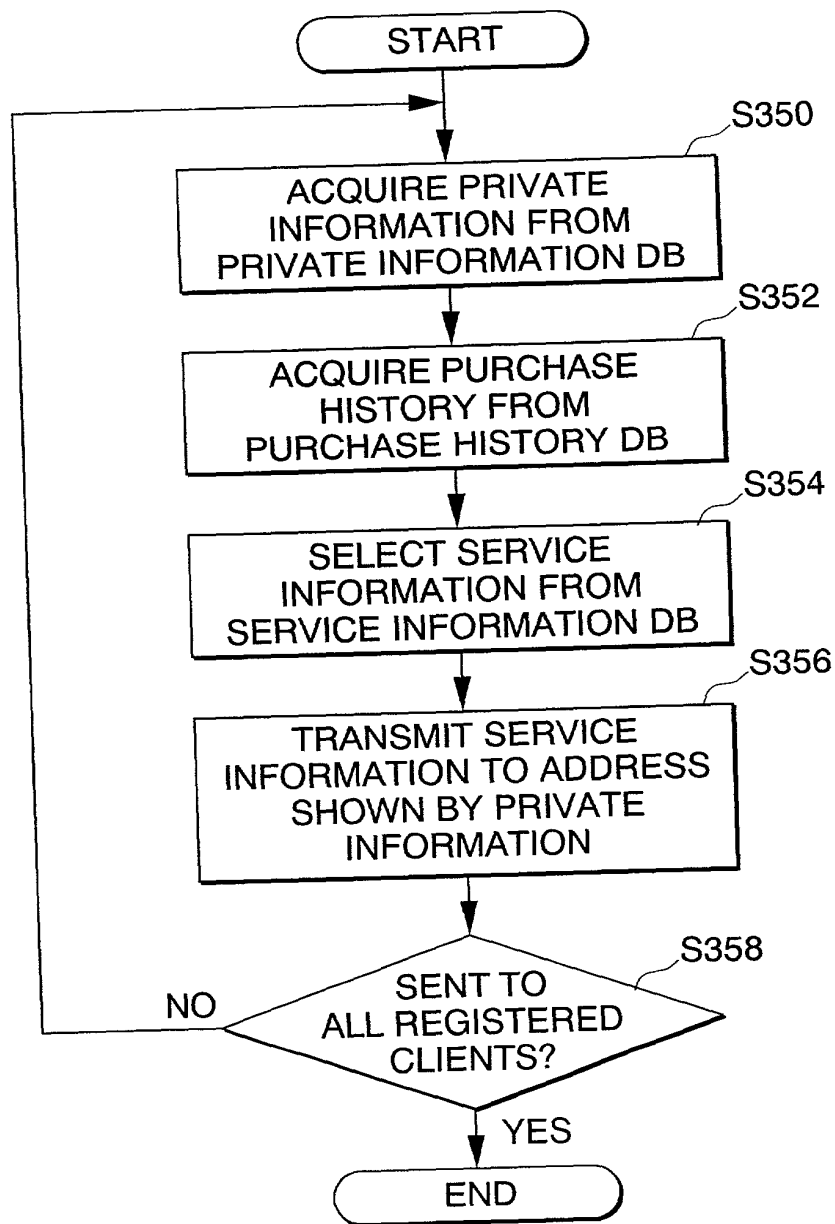 START
S350
ACQUIRE PRIVATE
INFORMATION FROM
PRIVATE INFORMATION DB
S352
ACQUIRE PURCHASE
HISTORY FROM
PURCHASE HISTORY DB
S354
SELECT SERVICE
INFORMATION FROM
SERVICE INFORMATION DB
S356
TRANSMIT SERVICE
INFORMATION TO ADDRESS
SHOWN BY PRIVATE
INFORMATION
S358
SENT TO
ALL REGISTERED
CLIENTS?
NO
YES
END